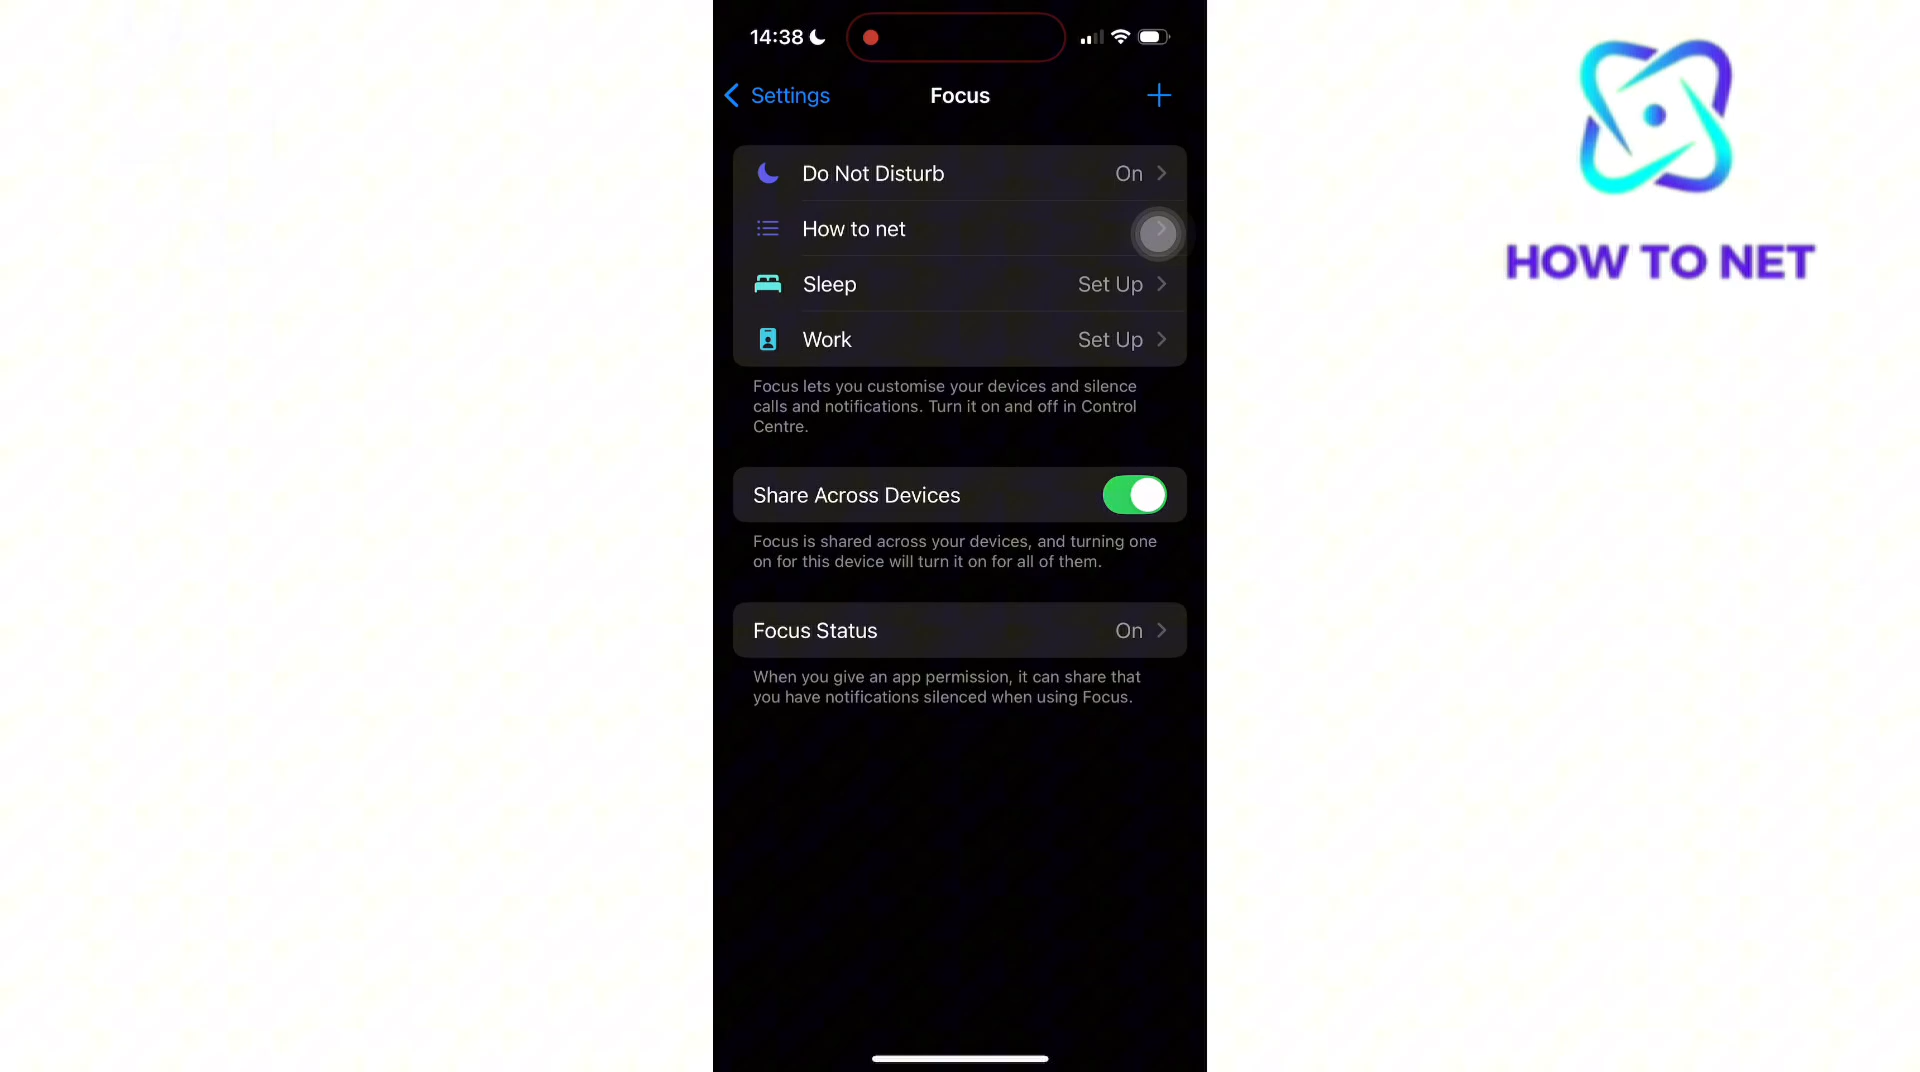 14:38
Settings
Focus
Do Not Disturb On
How to net
Sleep Set Up
Work Set Up
Focus lets you customise your devices and silence
calls and notifications. Turn it on and off in Control
Centre.
Share Across Devices
Focus is shared across your devices, and turning one
on for this device will turn it on for all of them.
Focus Status On
When you give an app permission, it can share that
you have notifications silenced when using Focus.
HOW TO NET